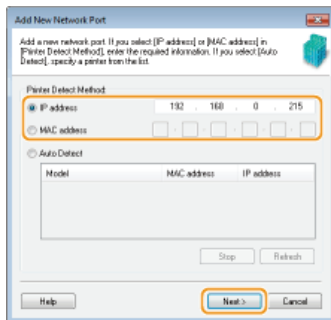 Add New Network Port
Add a new network port. If you select [IP address] or [MAC address] in
[Printer Detect Method], enter the required information. If you select [Auto
Detect], specify a printer from the list.
Printer Detect Method:
IP address 192 . 168 . 0 . 215
MAC address
Auto Detect
Model MAC address IP address
Stop Refresh
Help Next > Cancel